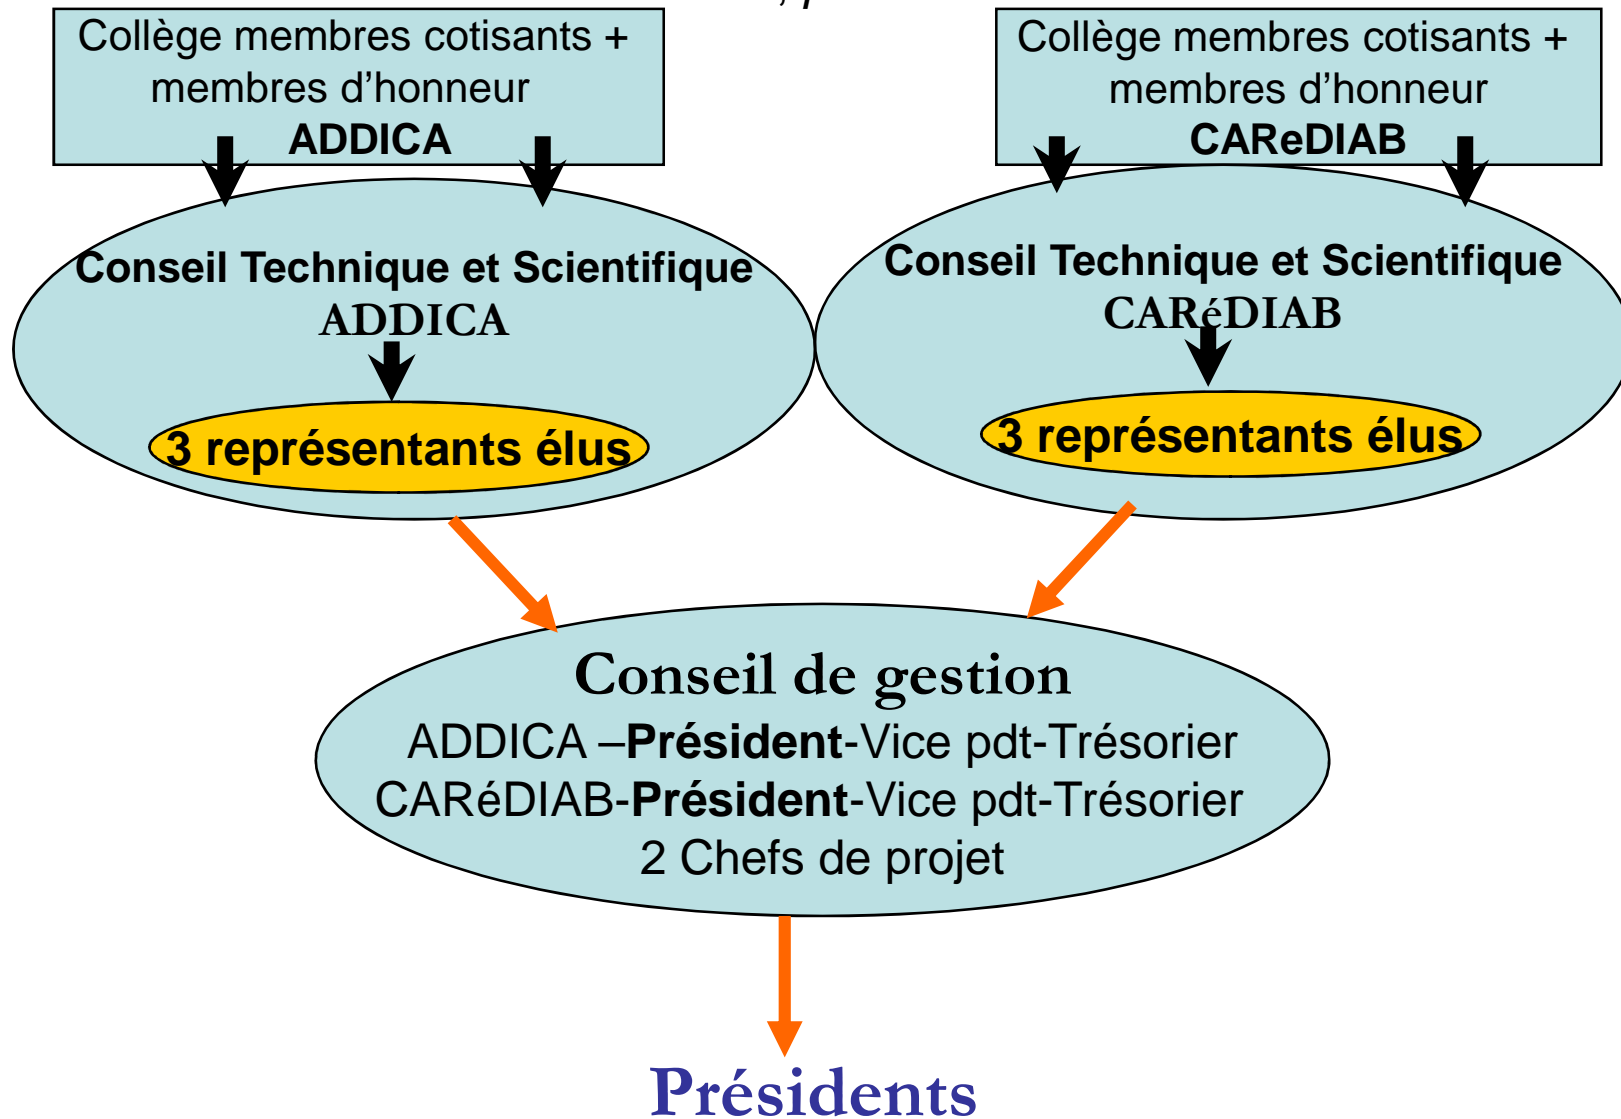 Collège membres cotisants +
membres d’honneur
ADDICA
Collège membres cotisants +
membres d’honneur
CAReDIAB
Conseil Technique et Scientifique
ADDICA
3 représentants élus
Conseil Technique et Scientifique
CARéDIAB
3 représentants élus
Conseil de gestion
ADDICA –Président-Vice pdt-Trésorier
CARéDIAB-Président-Vice pdt-Trésorier
2 Chefs de projet
Présidents